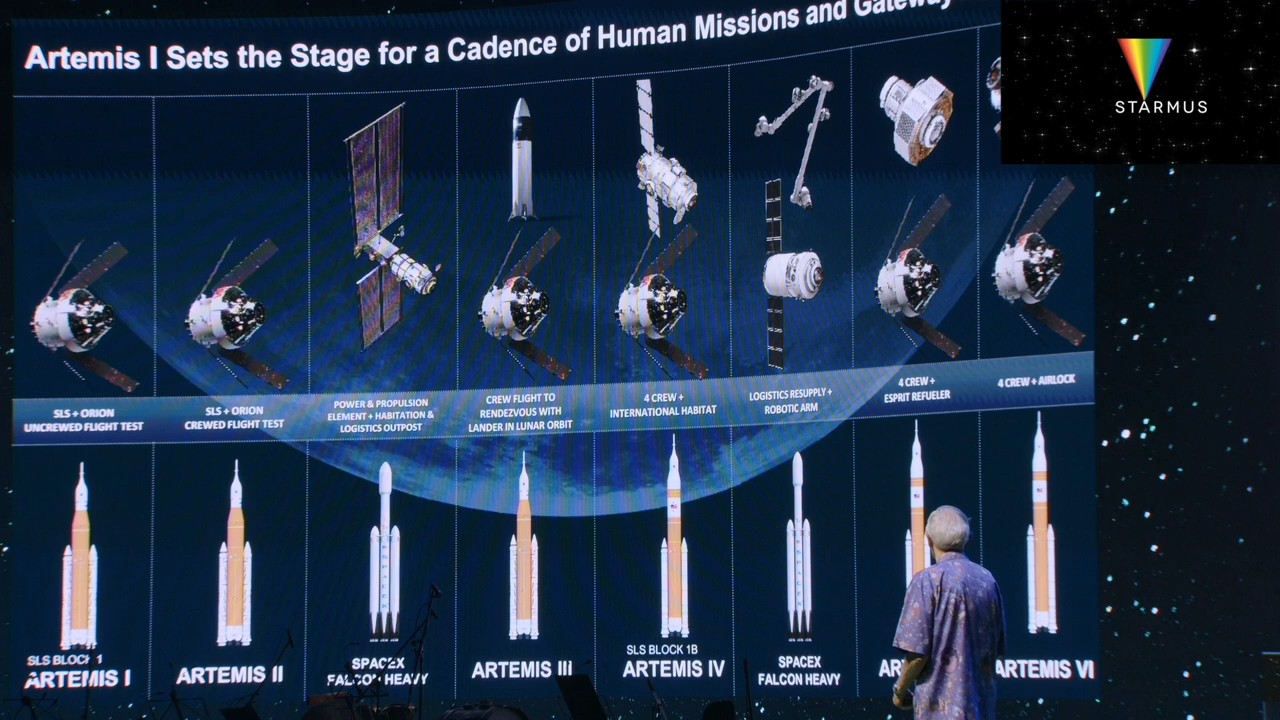 Artemis I Sets the Stage for a Cadence of Human Missions and Gateway
STARMUS
SLS + ORION
UNCREWED FLIGHT TEST
SLS + ORION
CREWED FLIGHT TEST
POWER & PROPULSION
ELEMENT + HABITATION &
LOGISTICS OUTPOST
CREW FLIGHT TO
RENDEZVOUS WITH
LANDER IN LUNAR ORBIT
4 CREW +
INTERNATIONAL HABITAT
LOGISTICS RESUPPLY +
ROBOTIC ARM
4 CREW +
ESPRIT REFUELER
4 CREW + AIRLOCK
SLS BLOCK 1
ARTEMIS I
ARTEMIS II
SPACEX
FALCON HEAVY
ARTEMIS III
SLS BLOCK 1B
ARTEMIS IV
SPACEX
FALCON HEAVY
AR
ARTEMIS VI